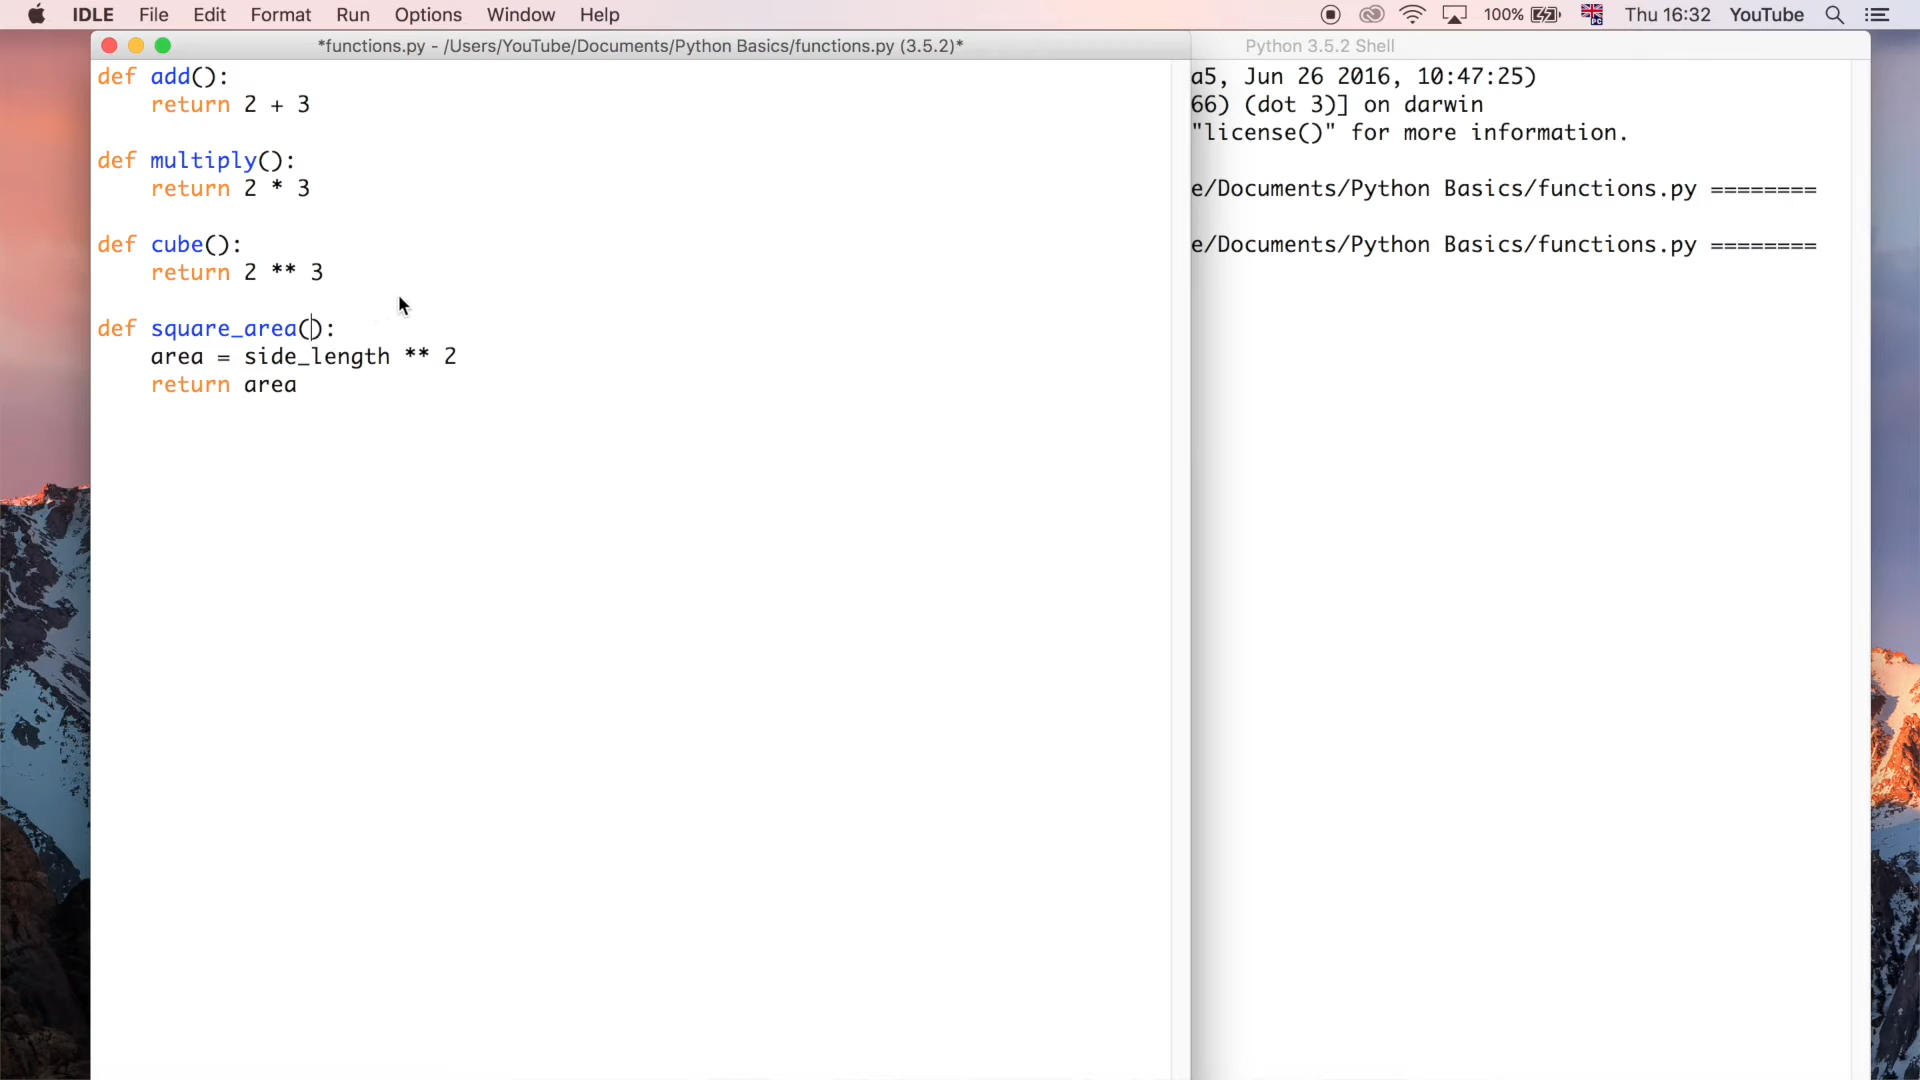 IDLE File Edit Format Run Options Window Help 100% Thu 16:32 YouTube
*functions.py - /Users/YouTube/Documents/Python Basics/functions.py (3.5.2)*
def add():
    return 2 + 3
def multiply():
    return 2 * 3
def cube():
    return 2 ** 3
def square_area():
    area = side_length ** 2
    return area
Python 3.5.2 Shell
a5, Jun 26 2016, 10:47:25)
66) (dot 3)] on darwin
"license()" for more information.
e/Documents/Python Basics/functions.py ========
e/Documents/Python Basics/functions.py ========